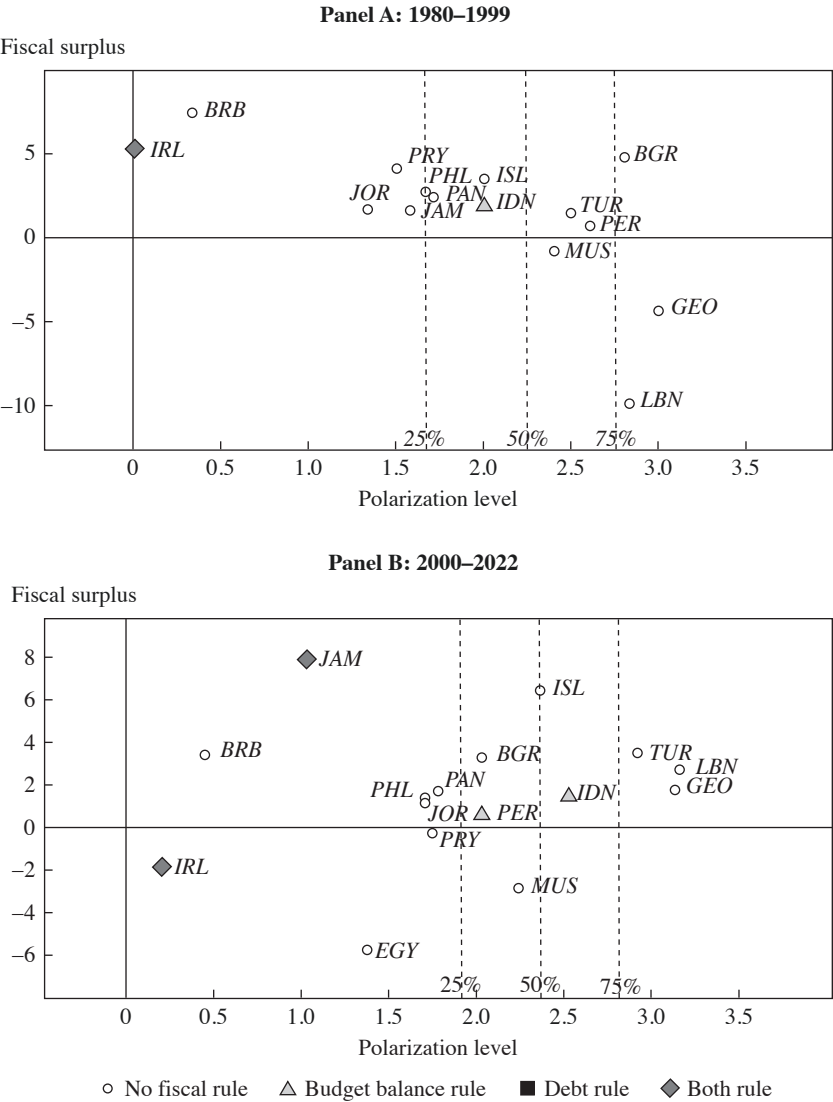 Panel A: 1980–1999
Fiscal surplus
BRB
IRL
PRY
BGR
PHL
ISL
JOR
PAN
IDN
TUR
JAM
PER
MUS
GEO
LBN
5
0
–5
–10
25%
50%
75%
0
0.5
1.0
1.5
2.0
2.5
3.0
3.5
Polarization level
Panel B: 2000–2022
Fiscal surplus
JAM
ISL
BRB
BGR
TUR
LBN
PAN
PHL
GEO
IDN
JOR
PER
PRY
IRL
MUS
EGY
8
6
4
2
0
–2
–4
–6
25%
50%
75%
0
0.5
1.0
1.5
2.0
2.5
3.0
3.5
Polarization level
No fiscal rule
Budget balance rule
Debt rule
Both rule